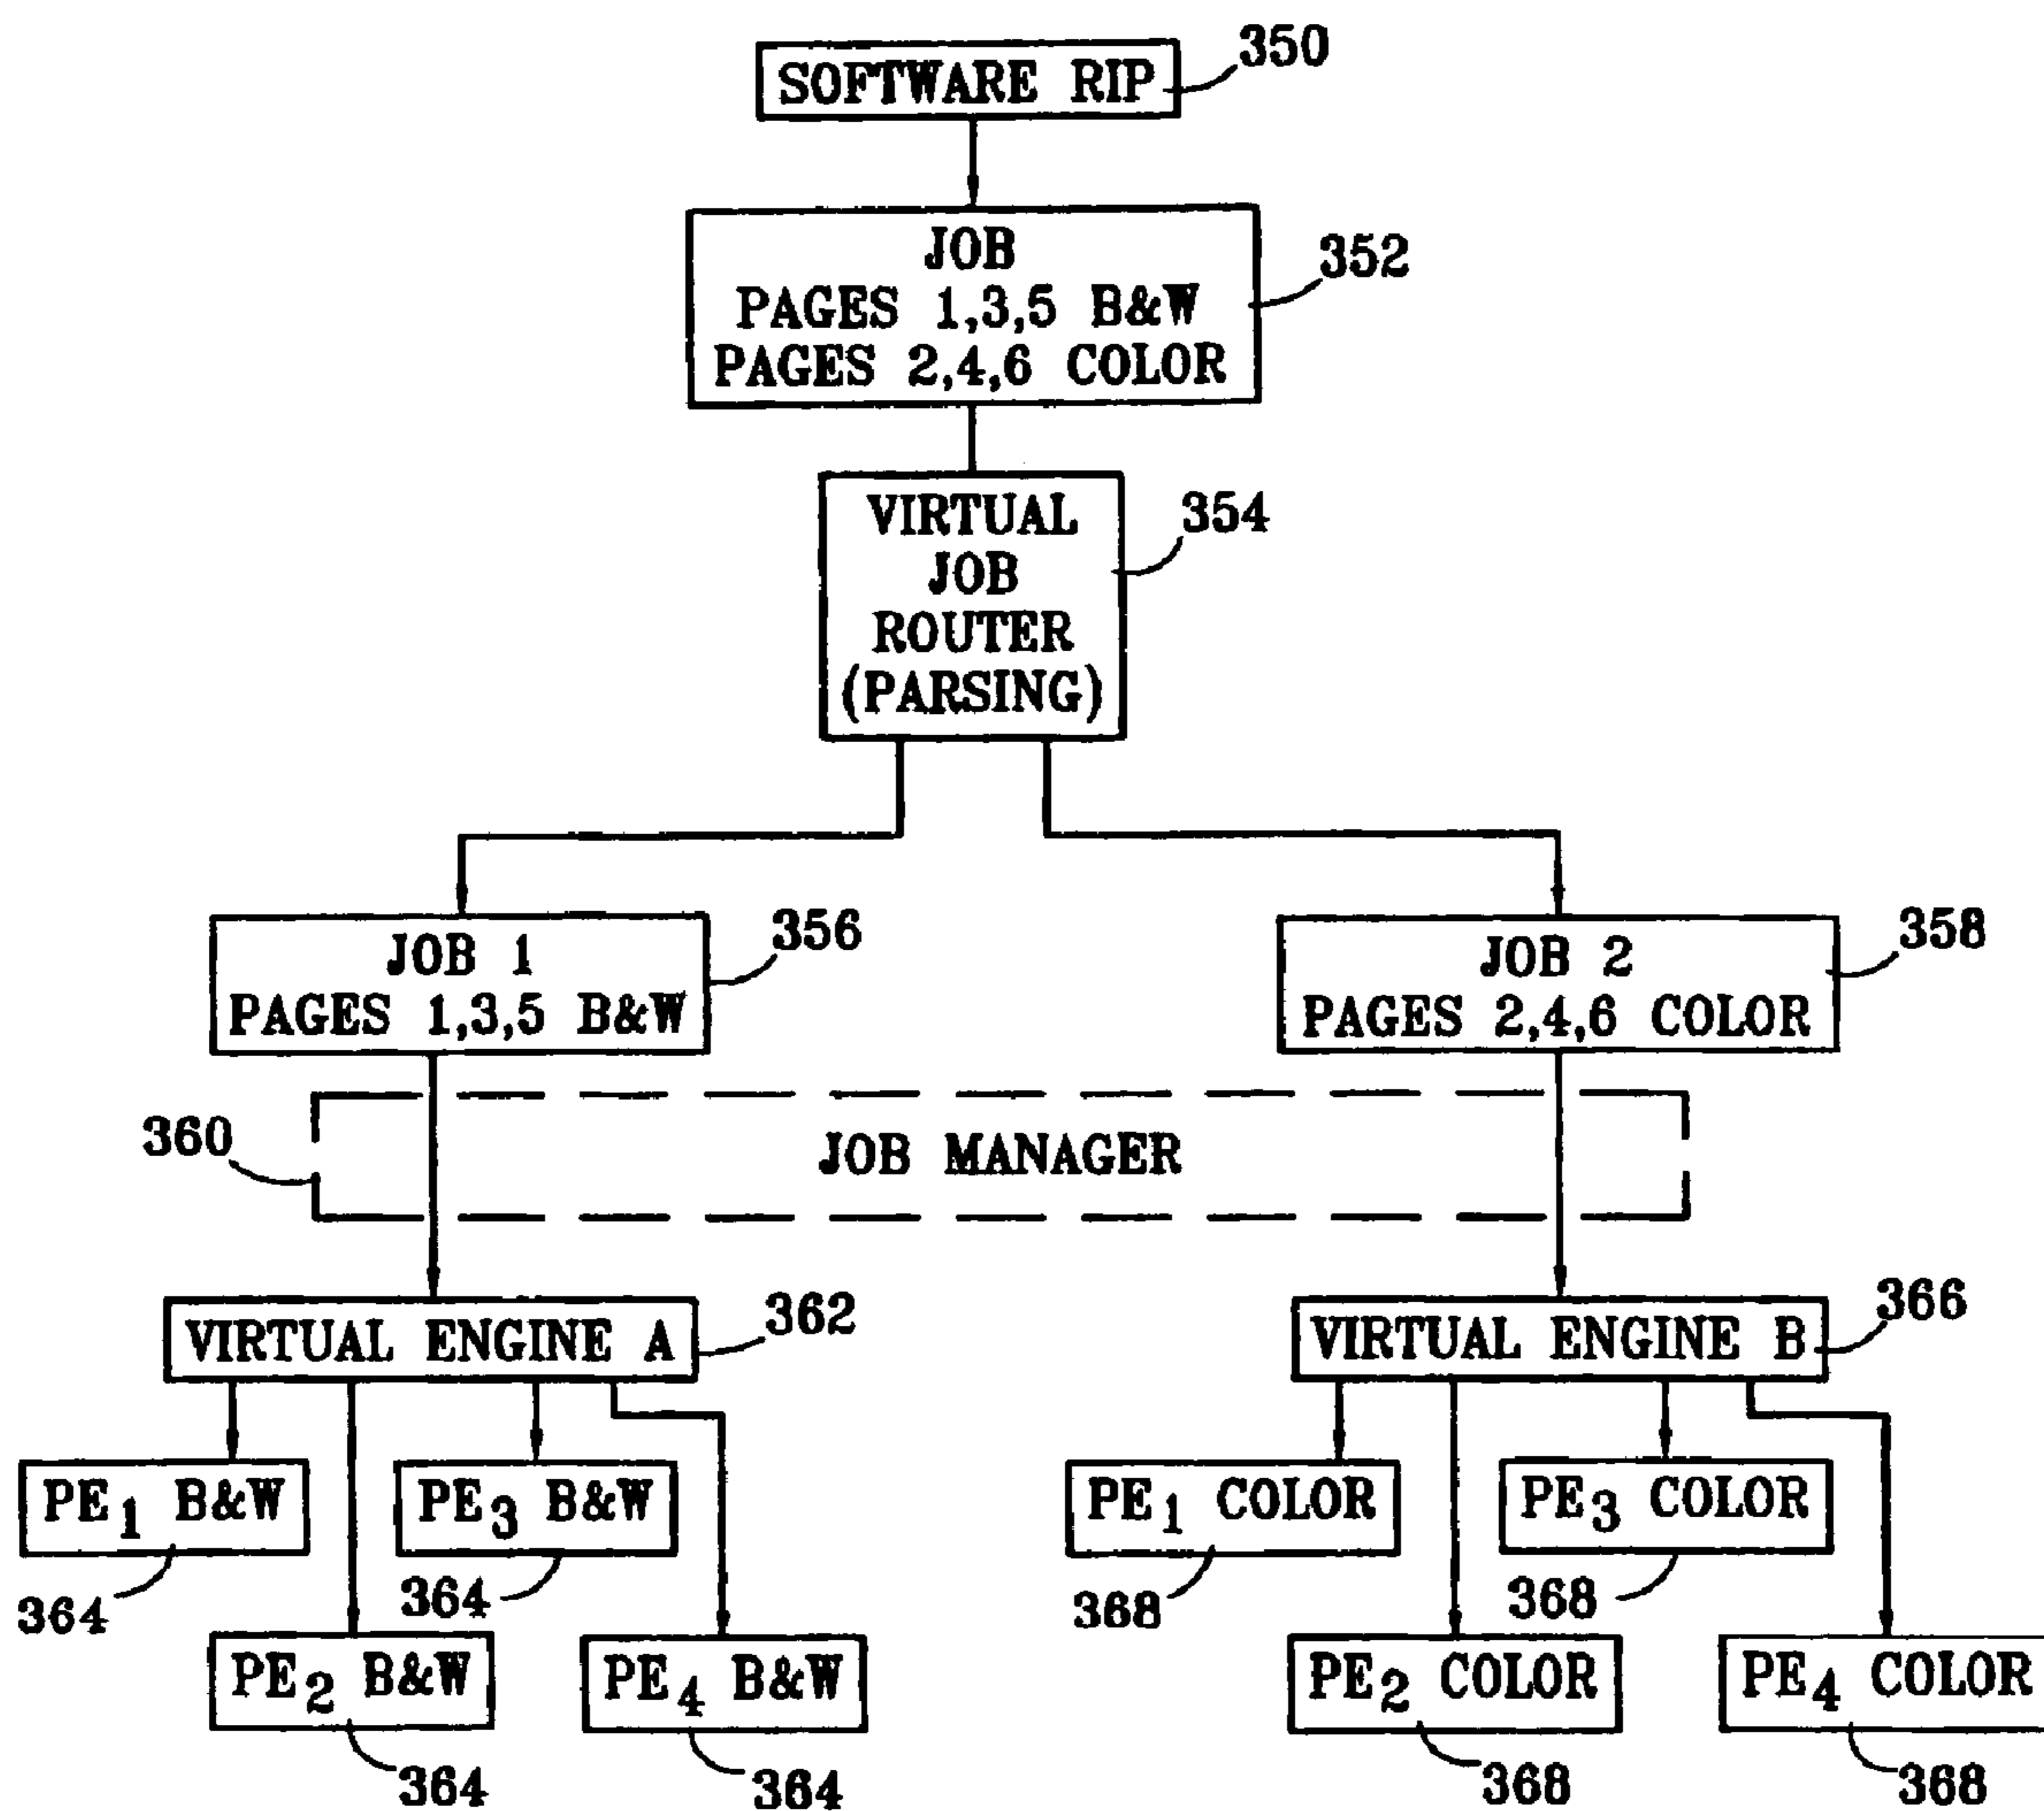 350
SOFTWARE RIP
JOB
352
PAGES 1,3,5 B&W
PAGES 2,4,6 COLOR
VIRTUAL
354
JOB
ROUTER
(PARSING)
JOB 1
356
PAGES 1,3,5 B&W
JOB 2
358
PAGES 2,4,6 COLOR
360
JOB MANAGER
VIRTUAL ENGINE A
362
VIRTUAL ENGINE B
366
PE1 B&W
PE3 B&W
PE1 COLOR
PE3 COLOR
364
364
368
368
PE2 B&W
PE4 B&W
PE2 COLOR
PE4 COLOR
364
364
368
368